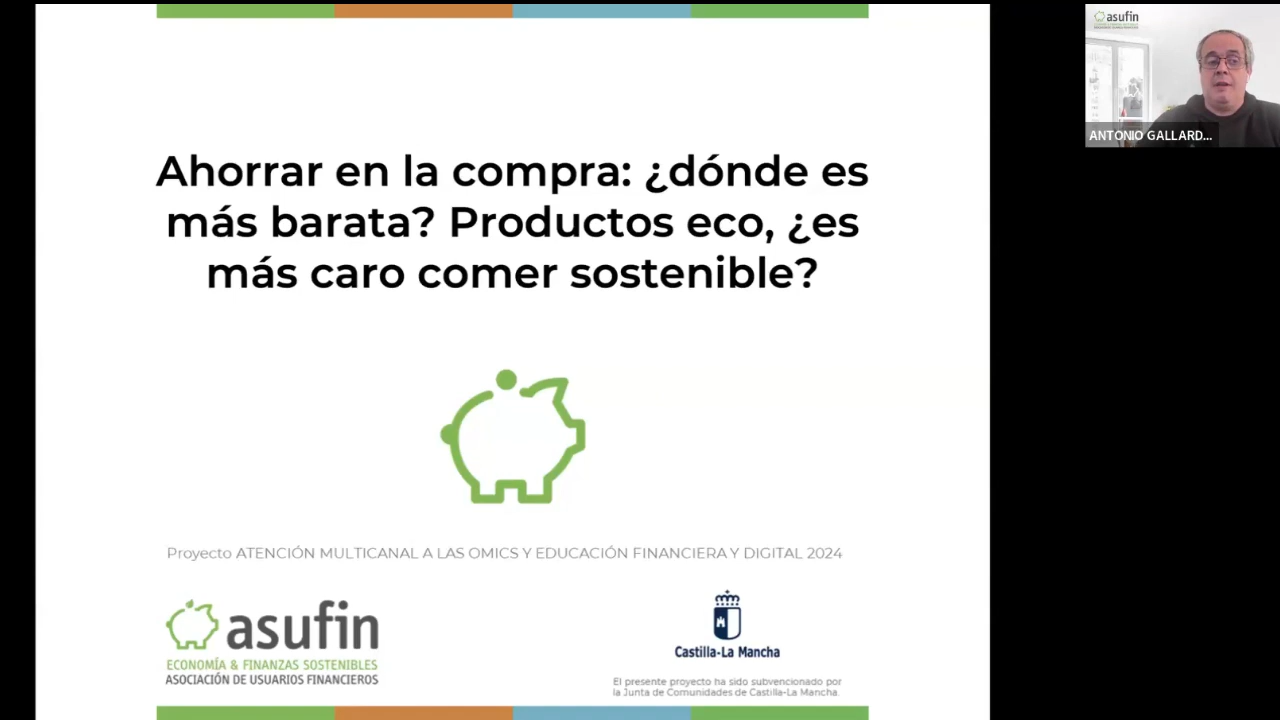 Ahorrar en la compra: ¿dónde es
más barata? Productos eco, ¿es
más caro comer sostenible?
Proyecto ATENCIÓN MULTICANAL A LAS OMICS Y EDUCACIÓN FINANCIERA Y DIGITAL 2024
asufin
ECONOMÍA & FINANZAS SOSTENIBLES
ASOCIACIÓN DE USUARIOS FINANCIEROS
Castilla-La Mancha
El presente proyecto ha sido subvencionado por
la Junta de Comunidades de Castilla-La Mancha.
asufin
ANTONIO GALLARD...